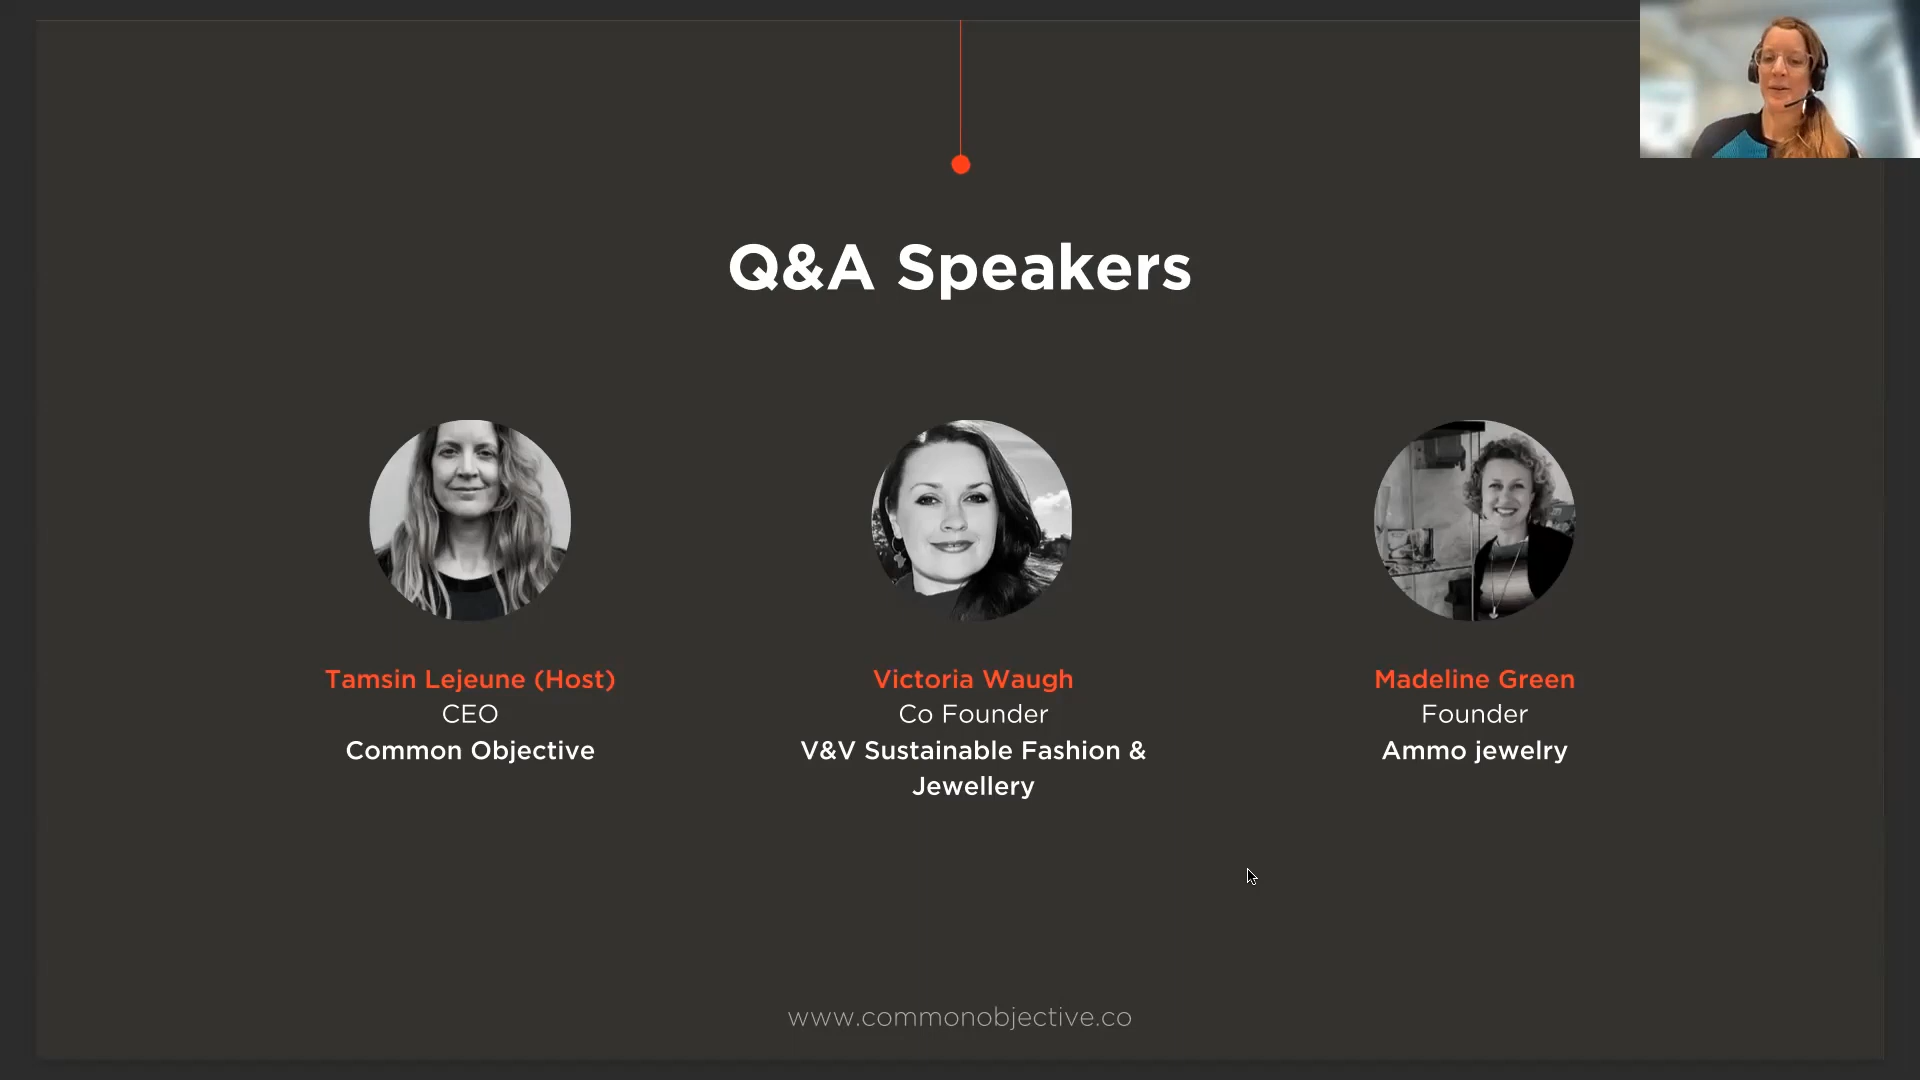 Q&A Speakers
Tamsin Lejeune (Host)
CEO
Common Objective
Victoria Waugh
Co Founder
V&V Sustainable Fashion &
Jewellery
Madeline Green
Founder
Ammo jewelry
www.commonobjective.co